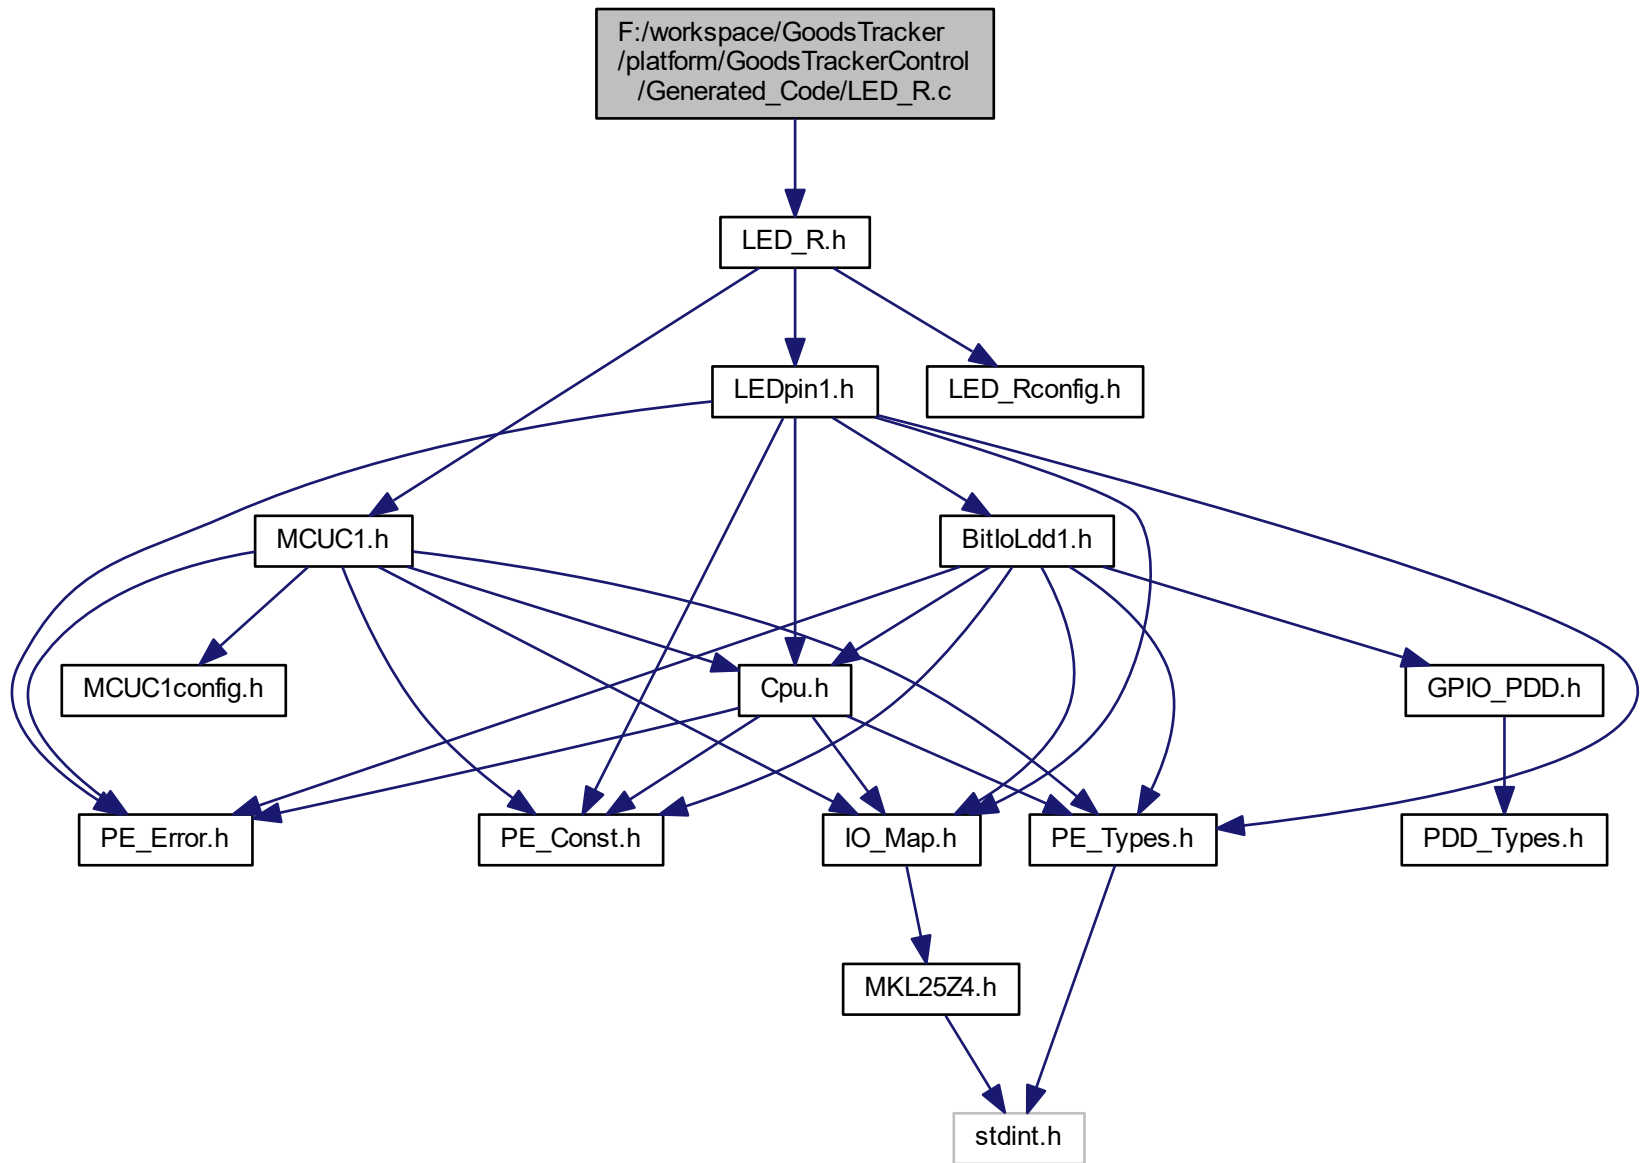 F:/workspace/GoodsTracker
/platform/GoodsTrackerControl
/Generated_Code/LED_R.c
LED_R.h
LEDpin1.h
LED_Rconfig.h
MCUC1.h
BitIoLdd1.h
MCUC1config.h
Cpu.h
GPIO_PDD.h
PE_Error.h
PE_Const.h
IO_Map.h
PE_Types.h
PDD_Types.h
MKL25Z4.h
stdint.h